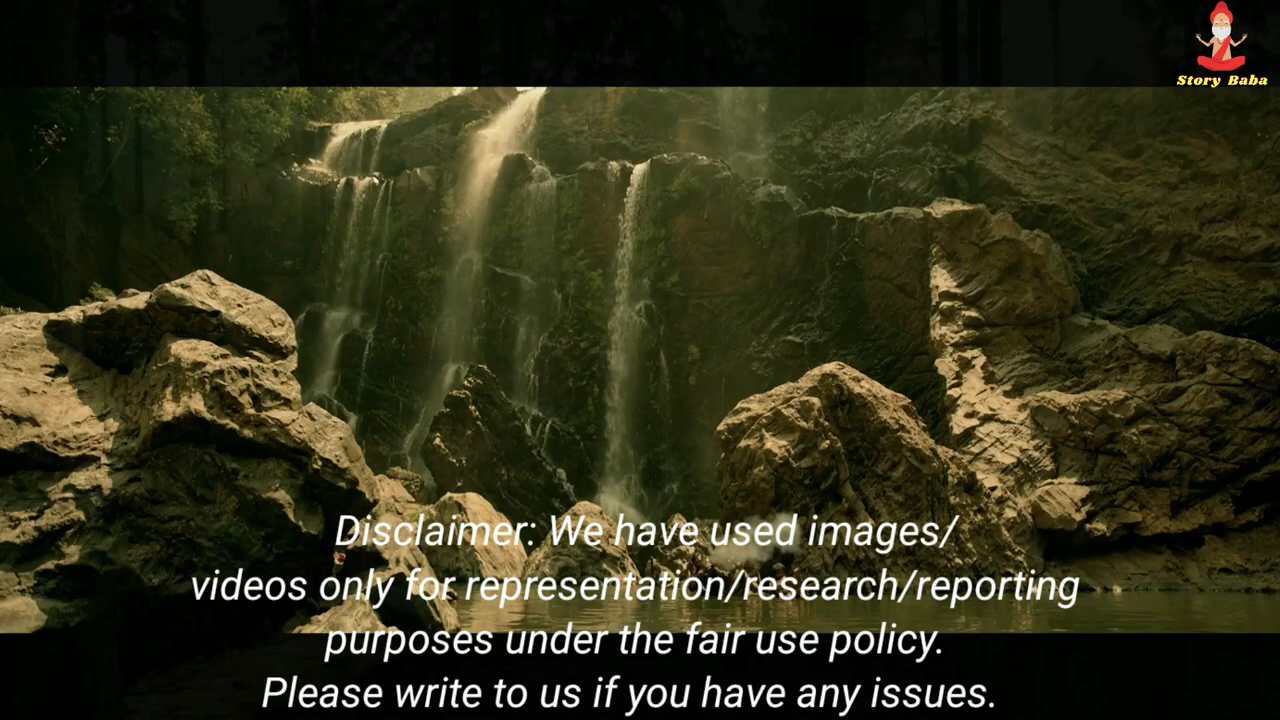 Story Baba
Disclaimer: We have used images/
videos only for representation/research/reporting
purposes under the fair use policy.
Please write to us if you have any issues.